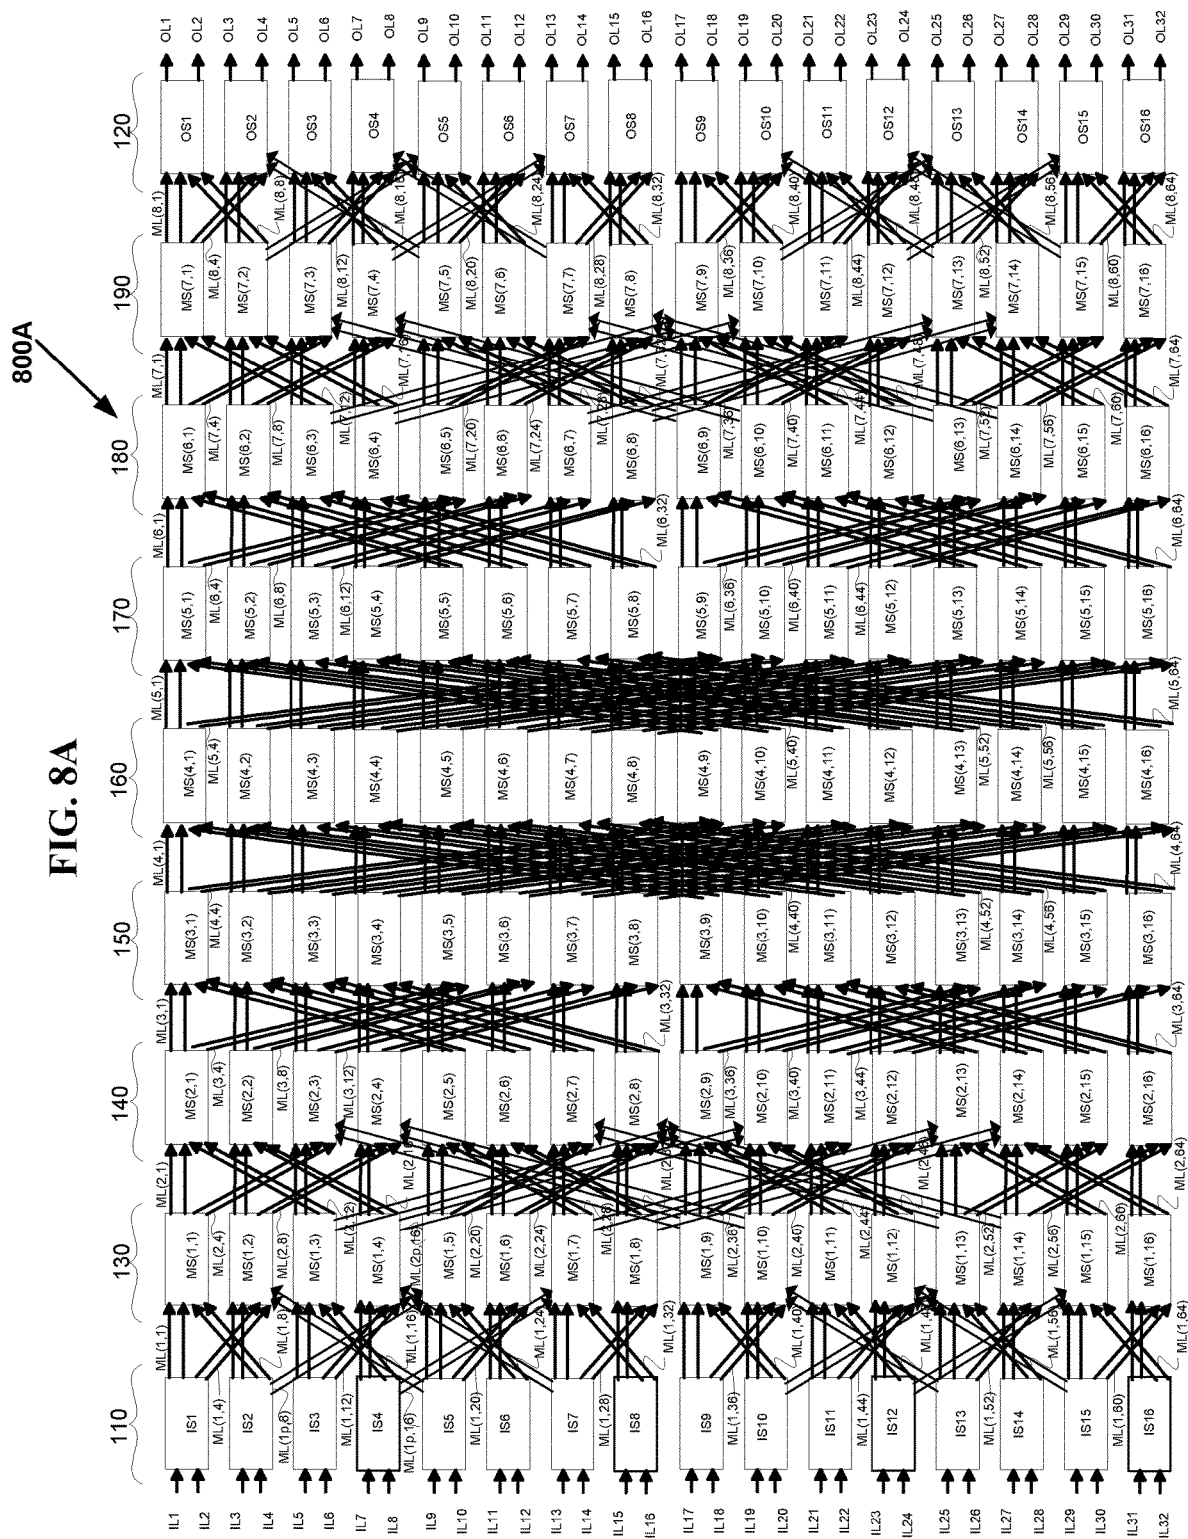 800A
FIG. 8A
110 130 140 150 160 170 180 190 120
IL1
IL2
IL3
IL4
IL5
IL6
IL7
IL8
IL9
IL10
IL11
IL12
IL13
IL14
IL15
IL16
IL17
IL18
IL19
IL20
IL21
IL22
IL23
IL24
IL25
IL26
IL27
IL28
IL29
IL30
IL31
IL32
IS1
IS2
IS3
IS4
IS5
IS6
IS7
IS8
IS9
IS10
IS11
IS12
IS13
IS14
IS15
IS16
ML(1,1)
ML(1,4)
ML(1,8)
ML(1p,8)
ML(1,12)
ML(1,16)
ML(1p,16)
ML(1,20)
ML(1,24)
ML(1,28)
ML(1,32)
ML(1,36)
ML(1,40)
ML(1,44)
ML(1,52)
ML(1,56)
ML(1,60)
ML(1,64)
MS(1,1)
MS(1,2)
MS(1,3)
MS(1,4)
MS(1,5)
MS(1,6)
MS(1,7)
MS(1,8)
MS(1,9)
MS(1,10)
MS(1,11)
MS(1,12)
MS(1,13)
MS(1,14)
MS(1,15)
MS(1,16)
ML(2,1)
ML(2,4)
ML(2,8)
ML(2p,16)
ML(2,20)
ML(2,24)
ML(2,28)
ML(2,36)
ML(2,40)
ML(2,44)
ML(2,52)
ML(2,56)
ML(2,60)
ML(2,64)
MS(2,1)
MS(2,2)
MS(2,3)
MS(2,4)
MS(2,5)
MS(2,6)
MS(2,7)
MS(2,8)
MS(2,9)
MS(2,10)
MS(2,11)
MS(2,12)
MS(2,13)
MS(2,14)
MS(2,15)
MS(2,16)
ML(3,1)
ML(3,4)
ML(3,8)
ML(3,12)
ML(3,32)
ML(3,36)
ML(3,40)
ML(3,44)
ML(3,64)
MS(3,1)
MS(3,2)
MS(3,3)
MS(3,4)
MS(3,5)
MS(3,6)
MS(3,7)
MS(3,8)
MS(3,9)
MS(3,10)
MS(3,11)
MS(3,12)
MS(3,13)
MS(3,14)
MS(3,15)
MS(3,16)
ML(4,1)
ML(4,4)
ML(4,40)
ML(4,52)
ML(4,56)
ML(4,64)
MS(4,1)
MS(4,2)
MS(4,3)
MS(4,4)
MS(4,5)
MS(4,6)
MS(4,7)
MS(4,8)
MS(4,9)
MS(4,10)
MS(4,11)
MS(4,12)
MS(4,13)
MS(4,14)
MS(4,15)
MS(4,16)
ML(5,1)
ML(5,4)
ML(5,40)
ML(5,52)
ML(5,56)
ML(5,64)
MS(5,1)
MS(5,2)
MS(5,3)
MS(5,4)
MS(5,5)
MS(5,6)
MS(5,7)
MS(5,8)
MS(5,9)
MS(5,10)
MS(5,11)
MS(5,12)
MS(5,13)
MS(5,14)
MS(5,15)
MS(5,16)
ML(6,1)
ML(6,4)
ML(6,8)
ML(6,12)
ML(6,32)
ML(6,36)
ML(6,40)
ML(6,44)
ML(6,64)
MS(6,1)
MS(6,2)
MS(6,3)
MS(6,4)
MS(6,5)
MS(6,6)
MS(6,7)
MS(6,8)
MS(6,9)
MS(6,10)
MS(6,11)
MS(6,12)
MS(6,13)
MS(6,14)
MS(6,15)
MS(6,16)
ML(7,1)
ML(7,4)
ML(7,8)
ML(7,20)
ML(7,24)
ML(7,36)
ML(7,40)
ML(7,44)
ML(7,52)
ML(7,56)
ML(7,60)
ML(7,64)
MS(7,1)
MS(7,2)
MS(7,3)
MS(7,4)
MS(7,5)
MS(7,6)
MS(7,7)
MS(7,8)
MS(7,9)
MS(7,10)
MS(7,11)
MS(7,12)
MS(7,13)
MS(7,14)
MS(7,15)
MS(7,16)
ML(8,1)
ML(8,4)
ML(8,8)
ML(8,12)
ML(8,20)
ML(8,24)
ML(8,28)
ML(8,32)
ML(8,36)
ML(8,40)
ML(8,44)
ML(8,52)
ML(8,56)
ML(8,60)
ML(8,64)
OS1
OS2
OS3
OS4
OS5
OS6
OS7
OS8
OS9
OS10
OS11
OS12
OS13
OS14
OS15
OS16
OL1
OL2
OL3
OL4
OL5
OL6
OL7
OL8
OL9
OL10
OL11
OL12
OL13
OL14
OL15
OL16
OL17
OL18
OL19
OL20
OL21
OL22
OL23
OL24
OL25
OL26
OL27
OL28
OL29
OL30
OL31
OL32